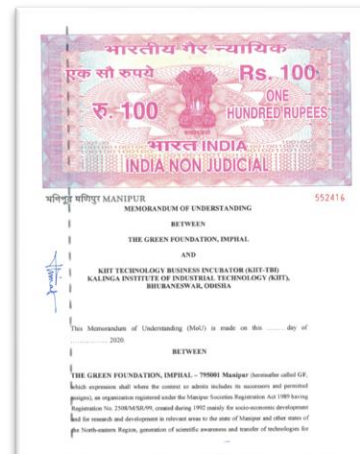 भारतीय गैर न्यायिक
एक सौ रुपये
Rs. 100
रु. 100
ONE
HUNDRED RUPEES
भारत INDIA
INDIA NON JUDICIAL
মণিপুর मणिपुर MANIPUR
552416
MEMORANDUM OF UNDERSTANDING
BETWEEN
THE GREEN FOUNDATION, IMPHAL
AND
KIIT TECHNOLOGY BUSINESS INCUBATOR (KIIT-TBI)
KALINGA INSTITUTE OF INDUSTRIAL TECHNOLOGY (KIIT),
BHUBANESWAR, ODISHA
This Memorandum of Understanding (MoU) is made on this ........ day of
.............. 2020.
BETWEEN
THE GREEN FOUNDATION, IMPHAL – 795001 Manipur (hereinafter called GF,
which expression shall where the context so admits includes its successors and permitted
assigns), an organization registered under the Manipur Societies Registration Act 1989 having
Registration No. 2508/M/SR/99, created during 1992 mainly for socio-economic development
and for research and development in relevant areas to the state of Manipur and other states of
the North-eastern Region, generation of scientific awareness and transfer of technologies for